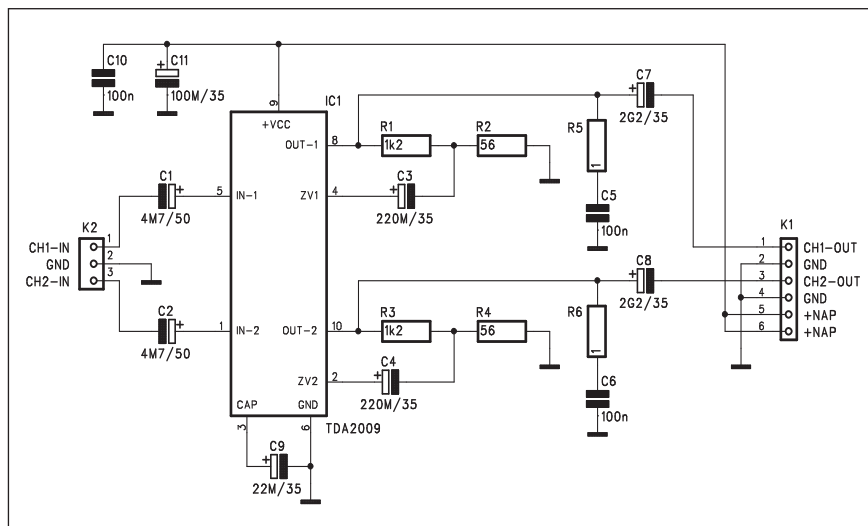 C10
100n
C11
+
100M/35
9
IC1
+VCC
OUT-1
8
R1
1k2
R2
56
R5
1
C7
+
2G2/35
C1
+
4M7/50
5
IN-1
ZV1
4
C3
+
220M/35
C5
100n
K2
CH1-IN
1
GND
2
CH2-IN
3
K1
1
CH1-OUT
2
GND
3
CH2-OUT
4
GND
5
+NAP
6
+NAP
C8
+
2G2/35
C2
+
4M7/50
1
IN-2
OUT-2
10
R3
1k2
R4
56
R6
1
ZV2
2
C4
+
220M/35
C6
100n
CAP
3
GND
6
TDA2009
C9
+
22M/35